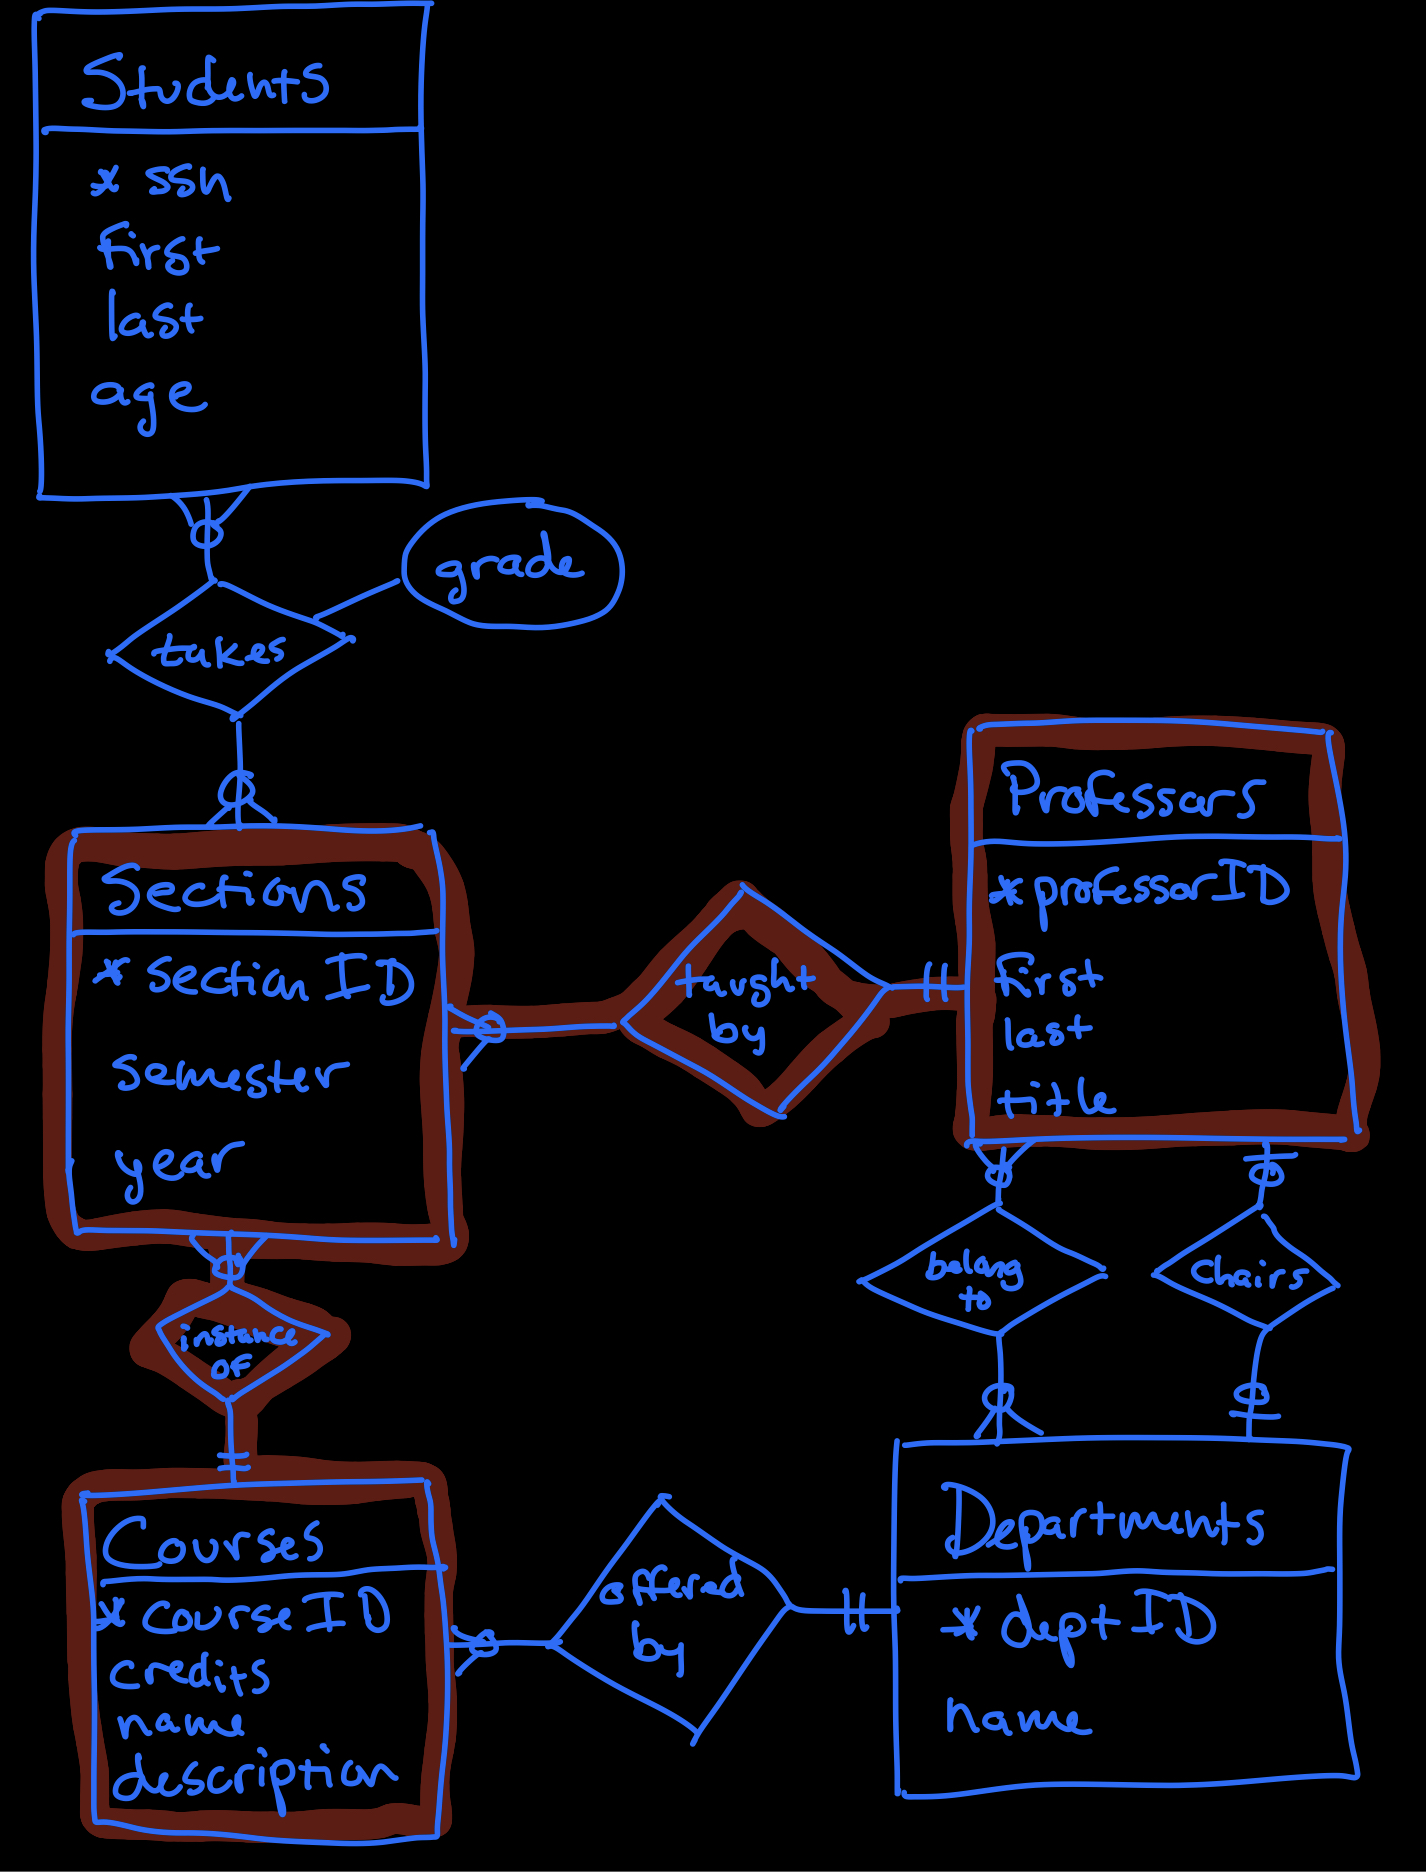 Students
* ssn
first
last
age
grade
takes
Professors
* professorID
first
last
title
Sections
* section ID
semester
year
taught
by
belong
to
chairs
instance
of
Courses
* course ID
credits
name
description
offered
by
Departments
* dept ID
name